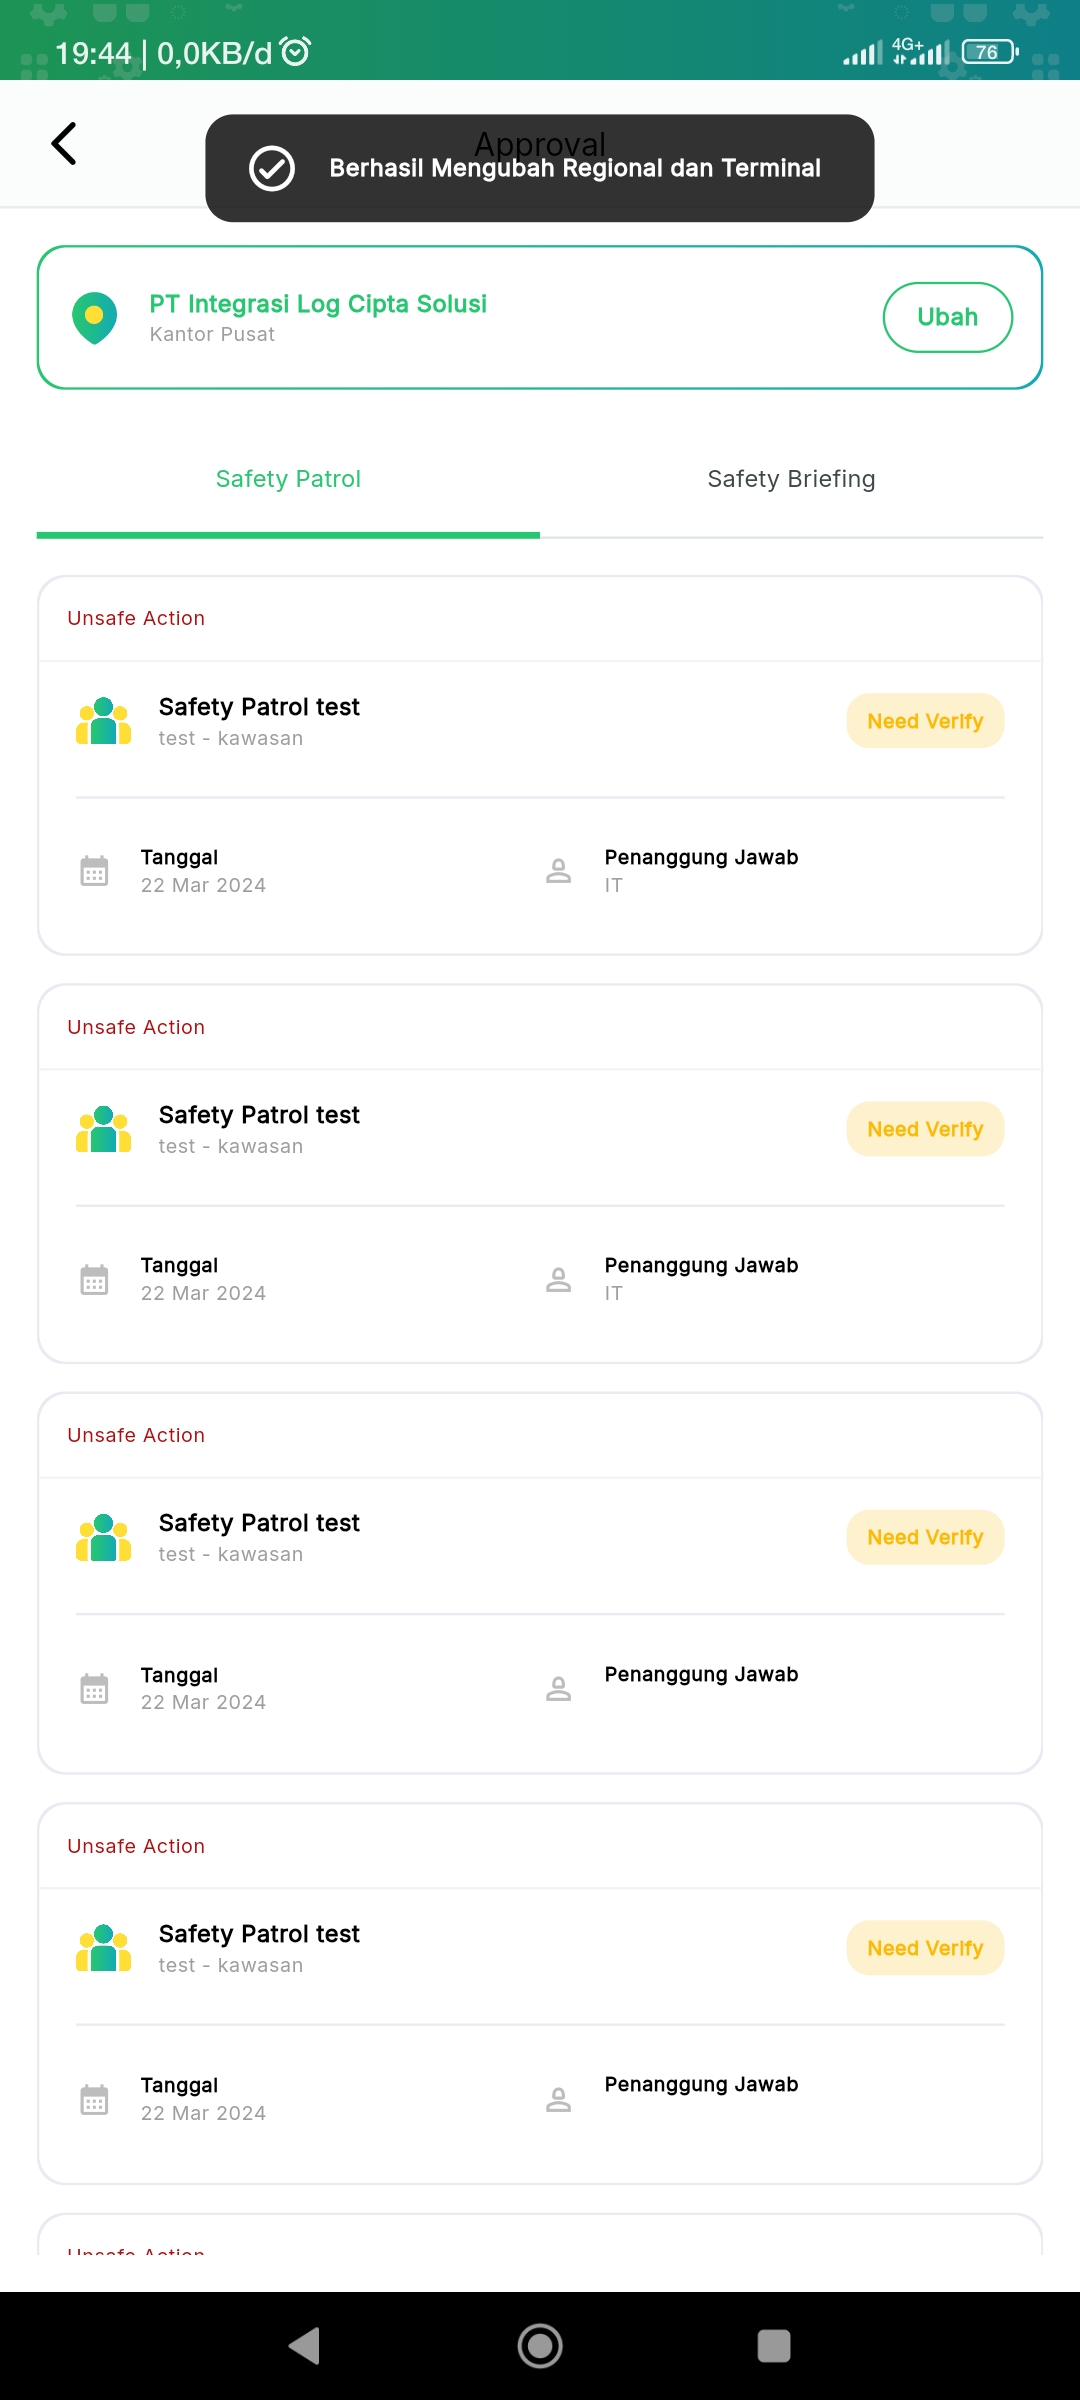 19:44 | 0,0KB/d
4G+
76
Approval
Berhasil Mengubah Regional dan Terminal
PT Integrasi Log Cipta Solusi
Kantor Pusat
Ubah
Safety Patrol
Safety Briefing
Unsafe Action
Safety Patrol test
test - kawasan
Need Verify
Tanggal
22 Mar 2024
Penanggung Jawab
IT
Unsafe Action
Safety Patrol test
test - kawasan
Need Verify
Tanggal
22 Mar 2024
Penanggung Jawab
IT
Unsafe Action
Safety Patrol test
test - kawasan
Need Verify
Tanggal
22 Mar 2024
Penanggung Jawab
Unsafe Action
Safety Patrol test
test - kawasan
Need Verify
Tanggal
22 Mar 2024
Penanggung Jawab
Unsafe Action